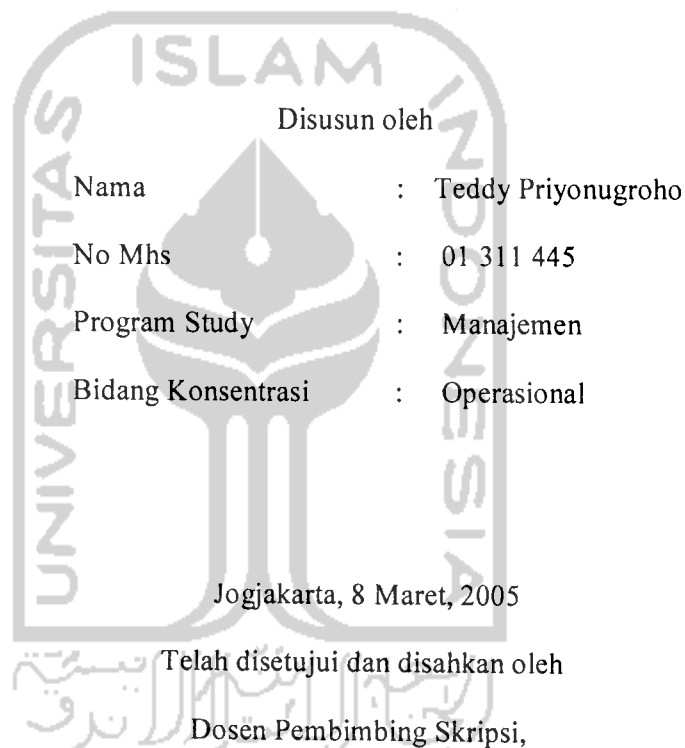 ISLAM
UNIVERSITAS
INDONESIA
Disusun oleh
Nama : Teddy Priyonugroho
No Mhs : 01 311 445
Program Study : Manajemen
Bidang Konsentrasi : Operasional
Jogjakarta, 8 Maret, 2005
Telah disetujui dan disahkan oleh
Dosen Pembimbing Skripsi,